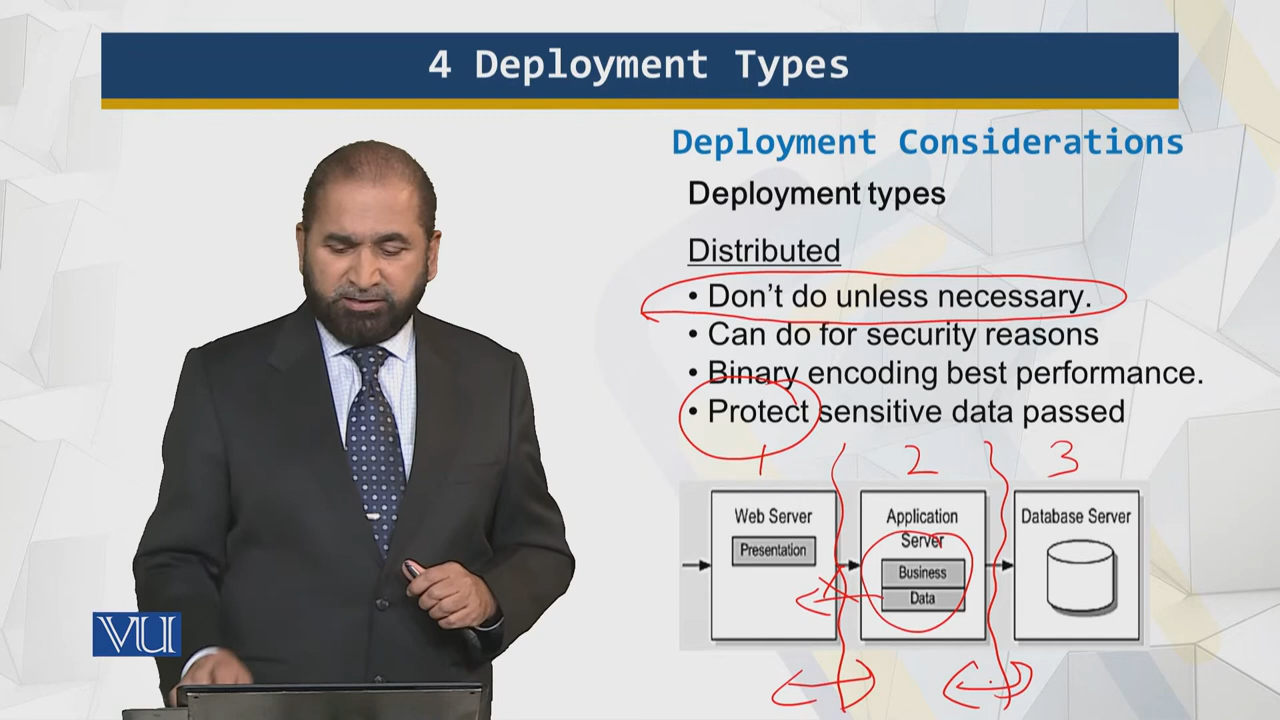 4 Deployment Types
Deployment Considerations
Deployment types
Distributed
• Don't do unless necessary.
• Can do for security reasons
• Binary encoding best performance.
• Protect sensitive data passed
1 2 3
Web Server
Presentation
Application
Server
Business
Data
Database Server
VU